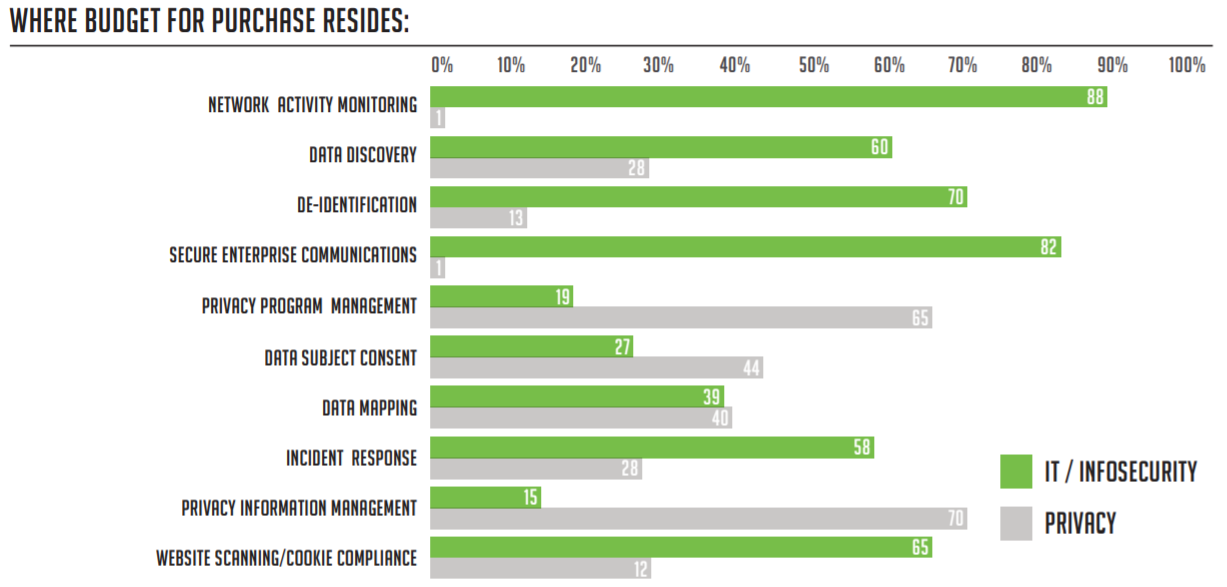 WHERE BUDGET FOR PURCHASE RESIDES:
0% 10% 20% 30% 40% 50% 60% 70% 80% 90% 100%
NETWORK ACTIVITY MONITORING 88
1
DATA DISCOVERY 60
28
DE-IDENTIFICATION 70
13
SECURE ENTERPRISE COMMUNICATIONS 82
1
PRIVACY PROGRAM MANAGEMENT 19
65
DATA SUBJECT CONSENT 27
44
DATA MAPPING 39
40
INCIDENT RESPONSE 58
28
PRIVACY INFORMATION MANAGEMENT 15
70
WEBSITE SCANNING/COOKIE COMPLIANCE 65
12
IT / INFOSECURITY
PRIVACY